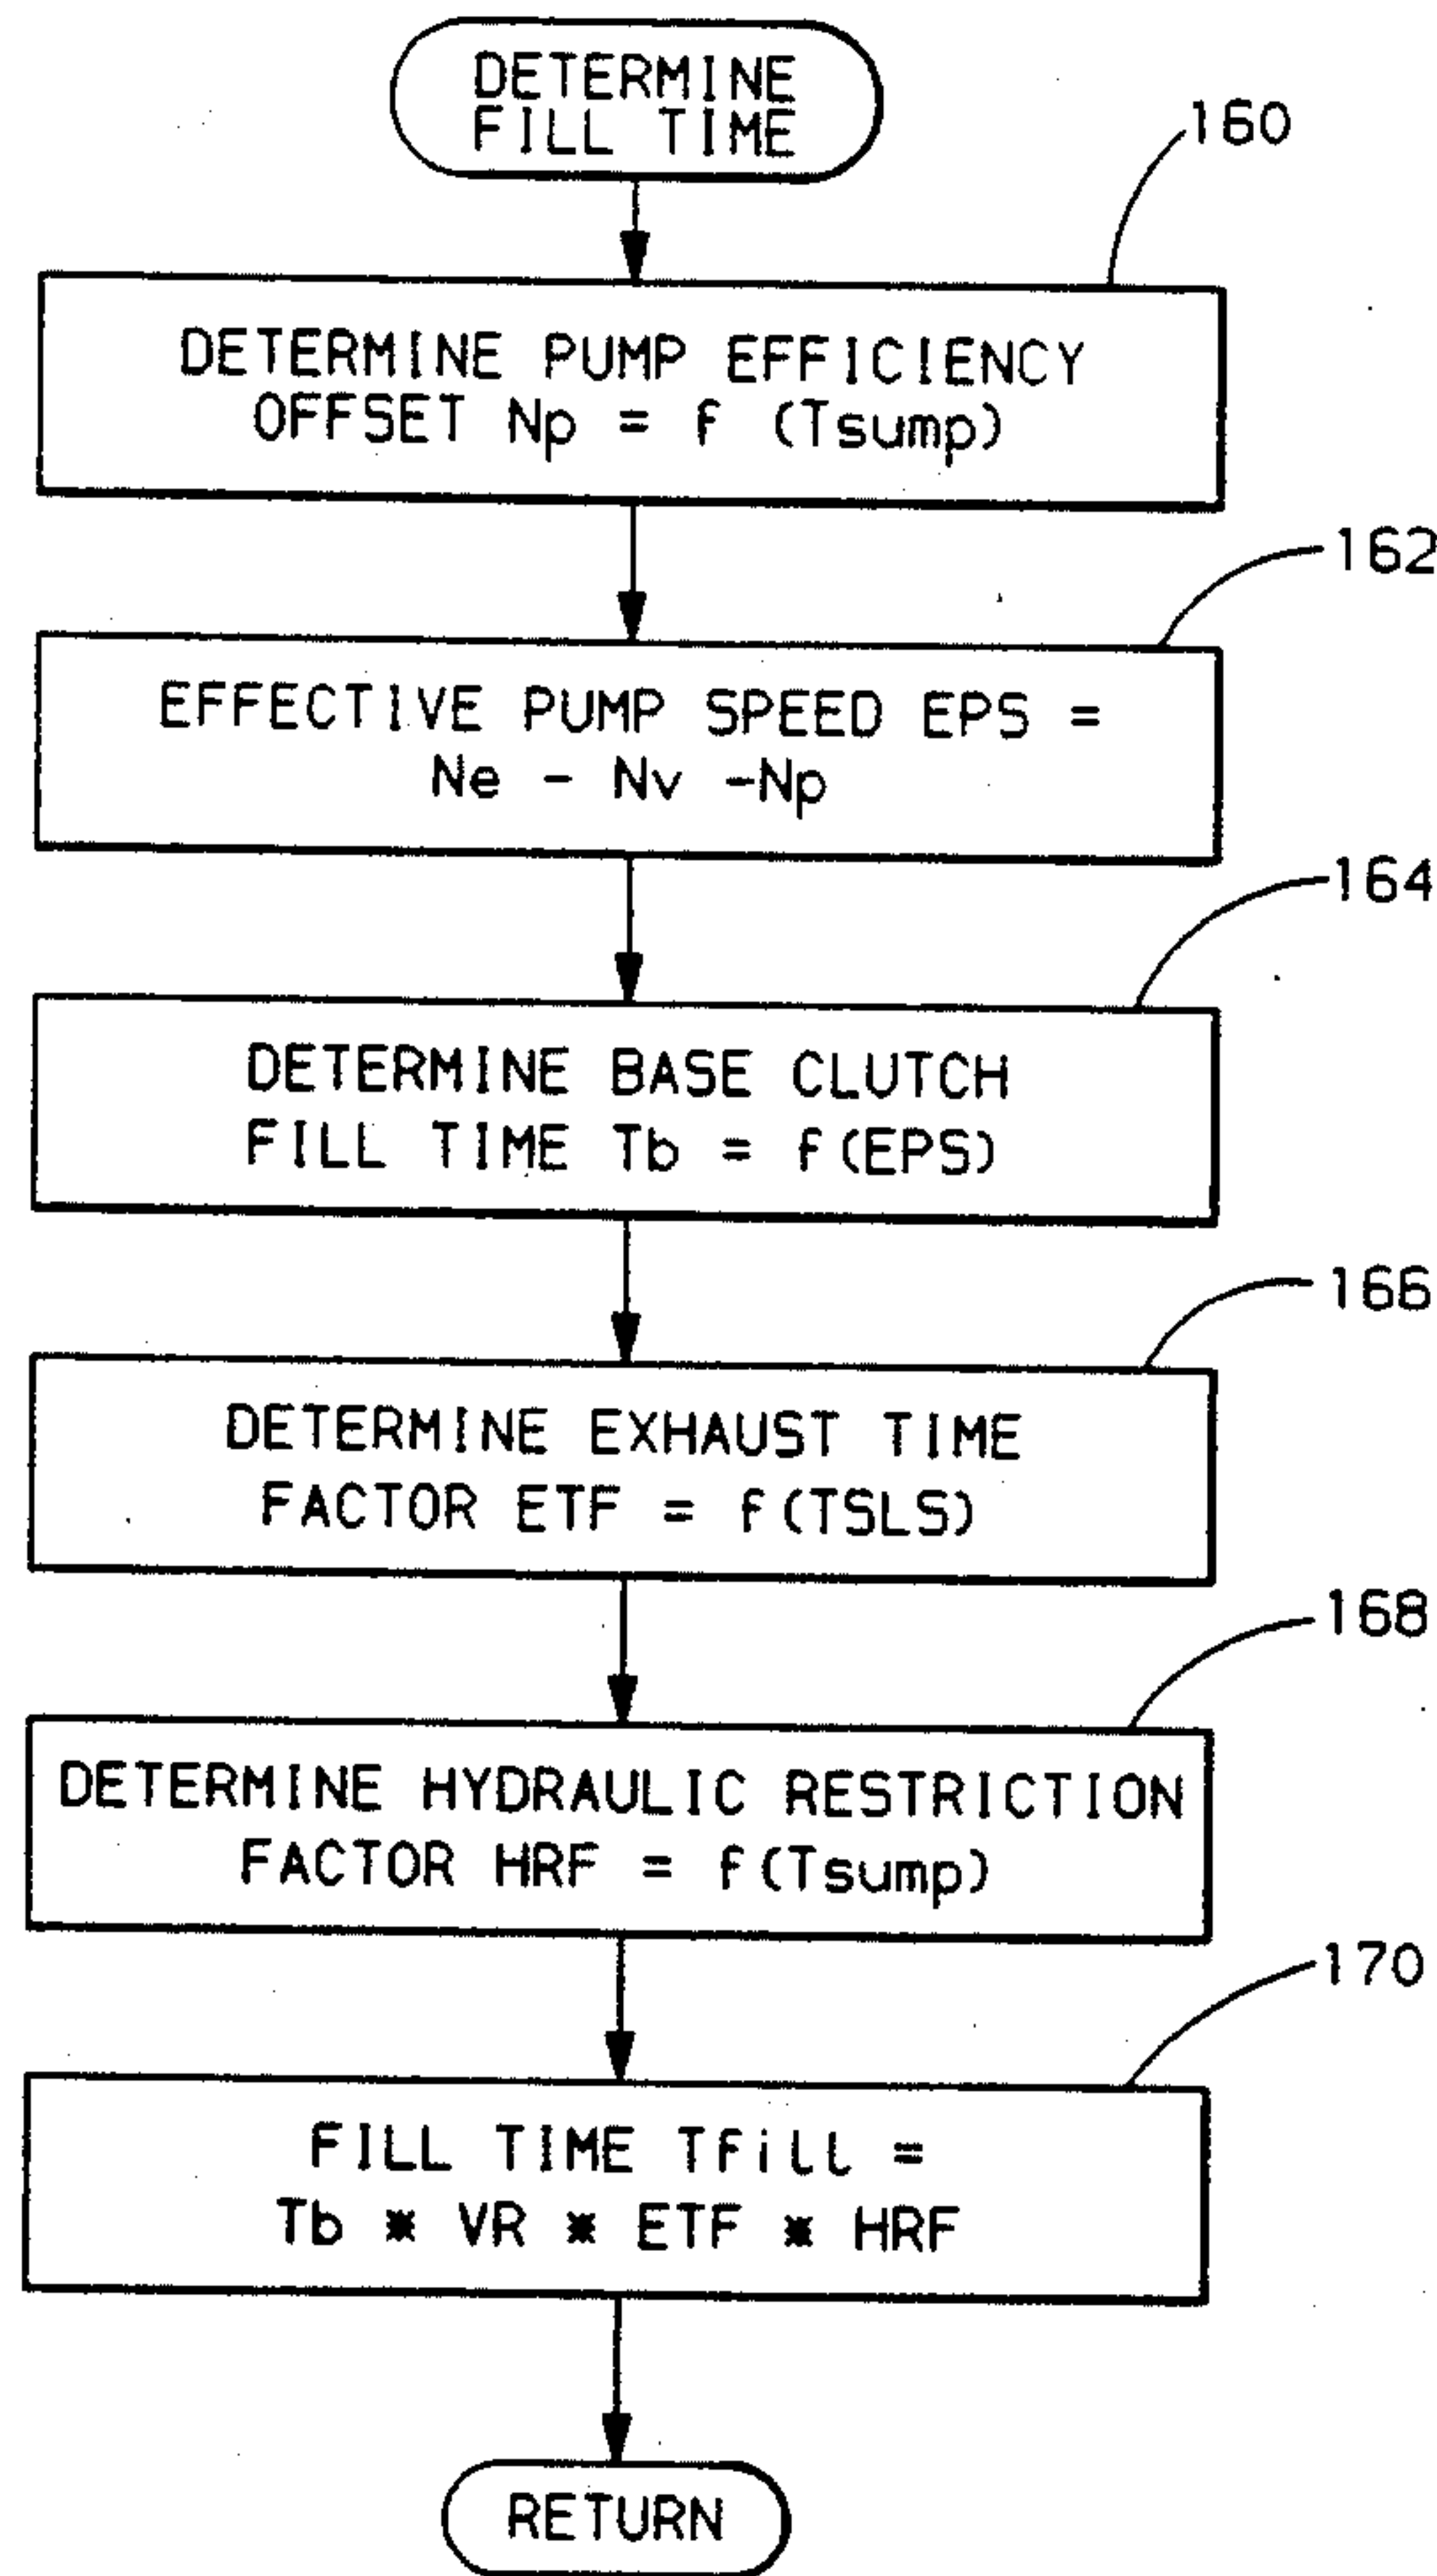 DETERMINE
FILL TIME
160
DETERMINE PUMP EFFICIENCY
OFFSET Np = f (Tsump)
162
EFFECTIVE PUMP SPEED EPS =
Ne - Nv -Np
164
DETERMINE BASE CLUTCH
FILL TIME Tb = f(EPS)
166
DETERMINE EXHAUST TIME
FACTOR ETF = f(TSLS)
168
DETERMINE HYDRAULIC RESTRICTION
FACTOR HRF = f(Tsump)
170
FILL TIME Tfill =
Tb * VR * ETF * HRF
RETURN